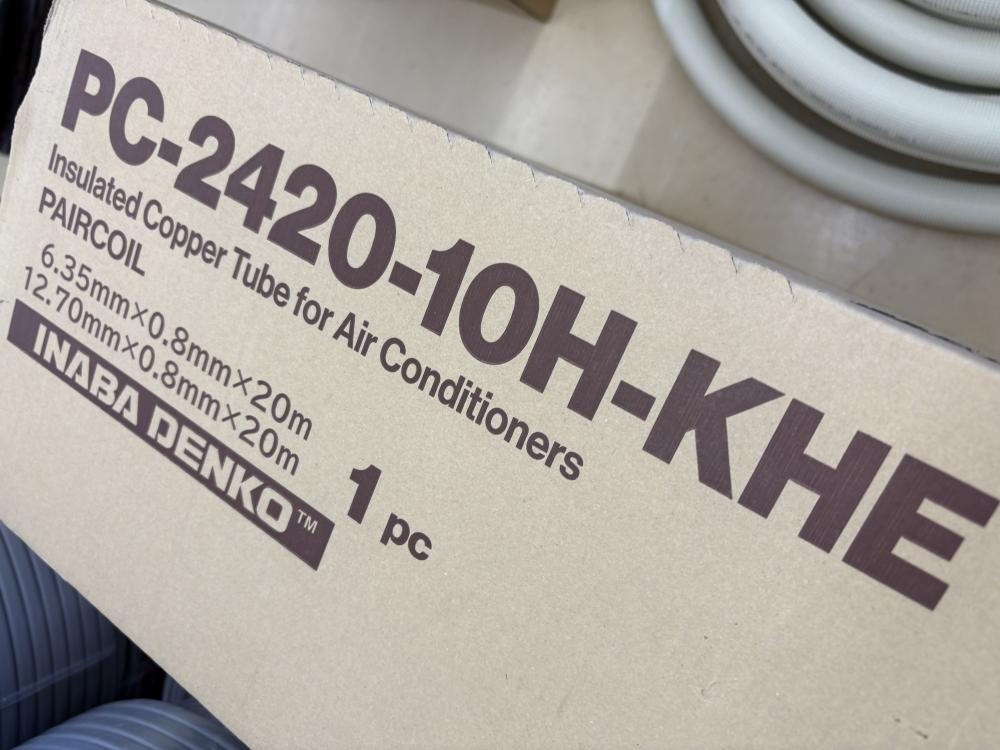 PC-2420-10H-KHE
Insulated Copper Tube for Air Conditioners
PAIRCOIL
6.35mm×0.8mm×20m
12.70mm×0.8mm×20m
INABA DENKO™
1 pc